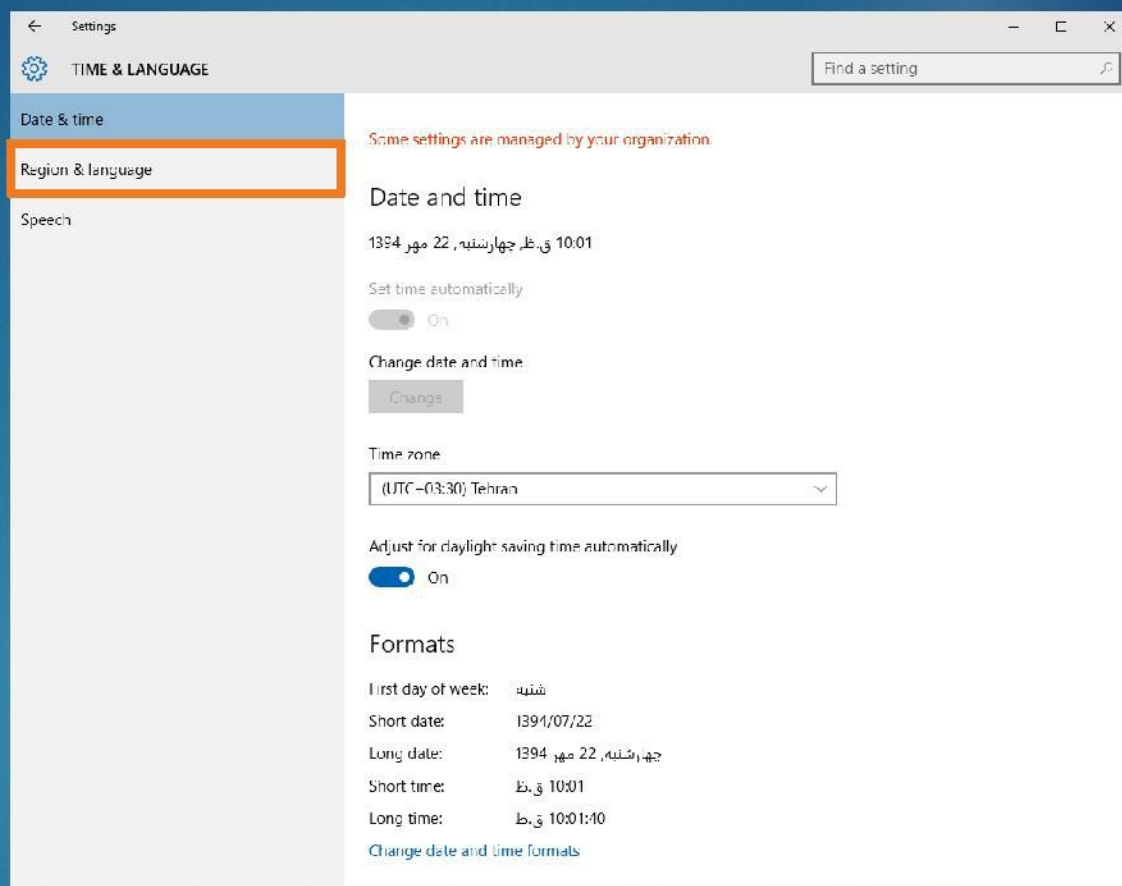 Settings
TIME & LANGUAGE
Find a setting
Date & time
Region & language
Speech
Some settings are managed by your organization.
Date and time
10:01 ق.ظ, چهارشنبه, 22 مهر 1394
Set time automatically
On
Change date and time
Change
Time zone
(UTC+03:30) Tehran
Adjust for daylight saving time automatically
On
Formats
First day of week: شنبه
Short date: 1394/07/22
Long date: چهارشنبه, 22 مهر 1394
Short time: 10:01 ق.ظ
Long time: 10:01:40 ق.ظ
Change date and time formats